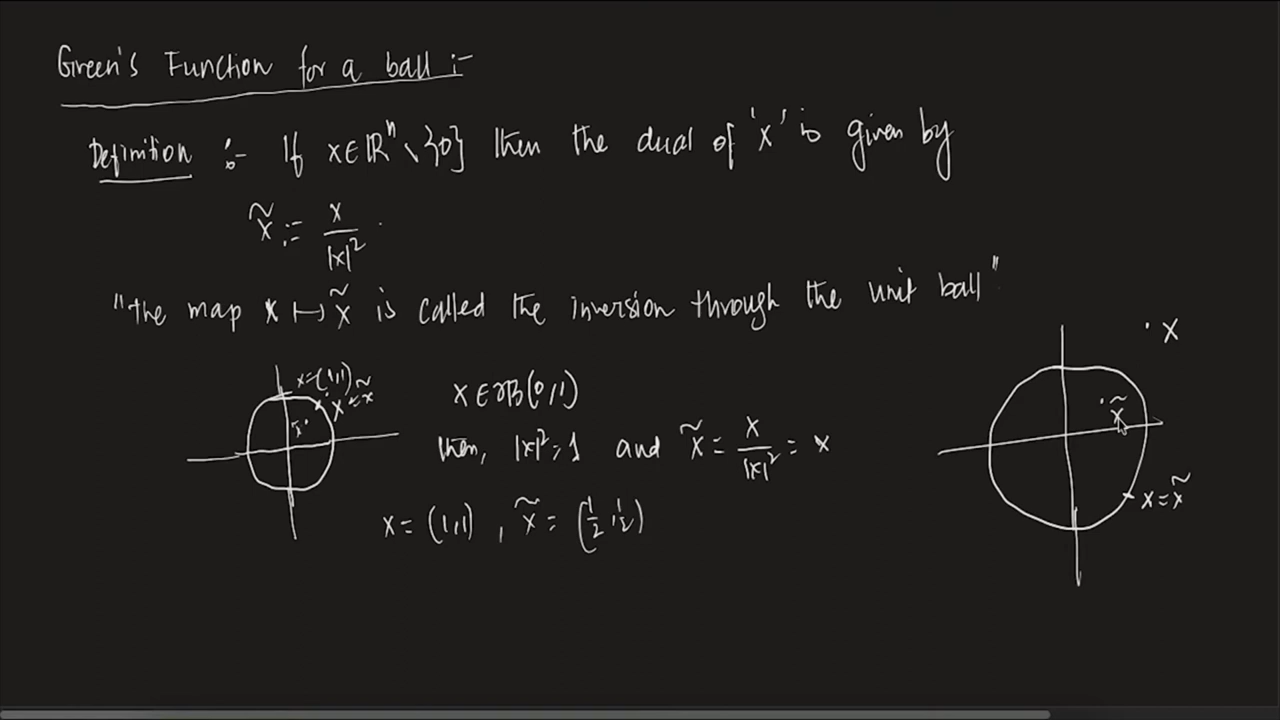 Green's Function for a ball :-
Definition :- If x ∈ ℝⁿ \ {0} then the dual of 'x' is given by
x̃ := x / |x|²
"the map x ↦ x̃ is called the inversion through the unit ball"
x = (1,1)
x = x̃
x̃
x ∈ ∂B(0,1)
then, |x|² = 1 and x̃ = x / |x|² = x
x = (1,1) , x̃ = (1/2, 1/2)
x
x̃
x = x̃